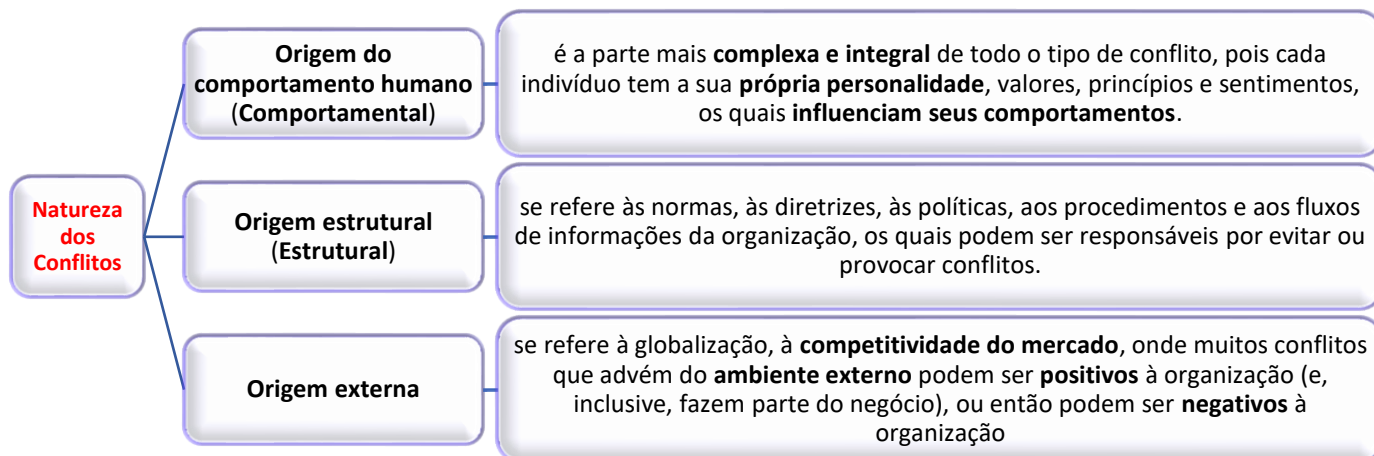 Natureza
dos
Conflitos
Origem do
comportamento humano
(Comportamental)
é a parte mais complexa e integral de todo o tipo de conflito, pois cada
indivíduo tem a sua própria personalidade, valores, princípios e sentimentos,
os quais influenciam seus comportamentos.
Origem estrutural
(Estrutural)
se refere às normas, às diretrizes, às políticas, aos procedimentos e aos fluxos
de informações da organização, os quais podem ser responsáveis por evitar ou
provocar conflitos.
Origem externa
se refere à globalização, à competitividade do mercado, onde muitos conflitos
que advém do ambiente externo podem ser positivos à organização (e,
inclusive, fazem parte do negócio), ou então podem ser negativos à
organização